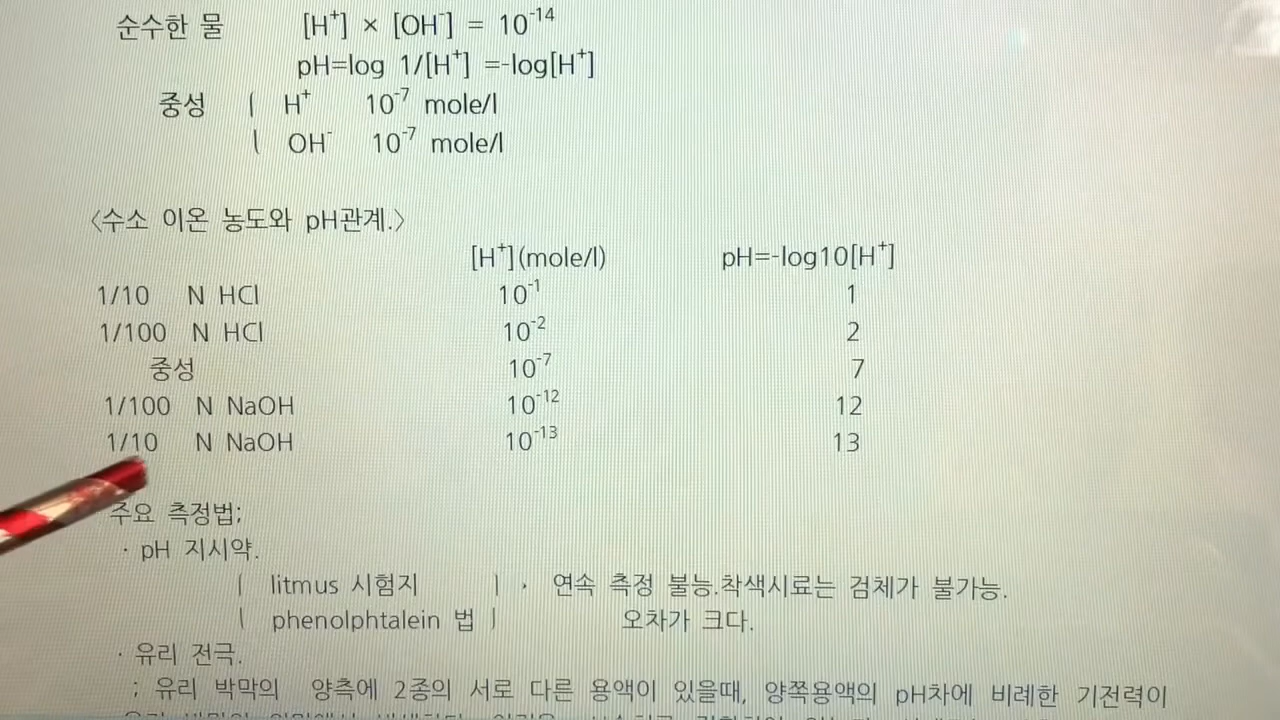 순수한 물 [H⁺] × [OH⁻] = 10⁻¹⁴
pH=log 1/[H⁺] =-log[H⁺]
중성 ⌠ H⁺ 10⁻⁷ mole/l
⌡ OH⁻ 10⁻⁷ mole/l
〈수소 이온 농도와 pH관계.〉
[H⁺](mole/l) pH=-log10[H⁺]
1/10 N HCl 10⁻¹ 1
1/100 N HCl 10⁻² 2
중성 10⁻⁷ 7
1/100 N NaOH 10⁻¹² 12
1/10 N NaOH 10⁻¹³ 13
주요 측정법;
· pH 지시약.
⌠ litmus 시험지 ⌉ , 연속 측정 불능.착색시료는 검체가 불가능.
⌊ phenolphtalein 법 ⌋ 오차가 크다.
· 유리 전극.
; 유리 박막의 양측에 2종의 서로 다른 용액이 있을때, 양쪽용액의 pH차에 비례한 기전력이